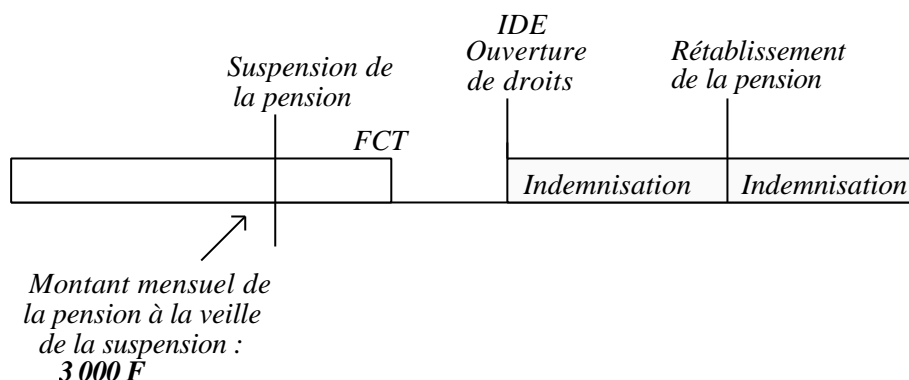 IDE
Ouverture
de droits
Suspension de
la pension
Rétablissement
de la pension
FCT
Indemnisation
Indemnisation
Montant mensuel de
la pension à la veille
de la suspension :
3 000 F